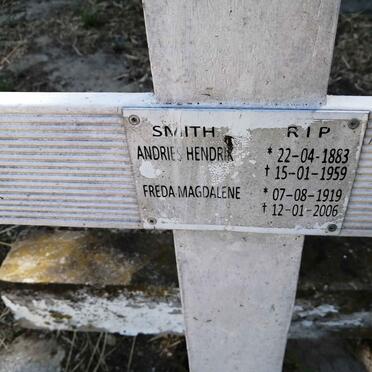 SMITH R I P
ANDRIES HENDRIK * 22-04-1883
† 15-01-1959
FREDA MAGDALENE * 07-08-1919
† 12-01-2006